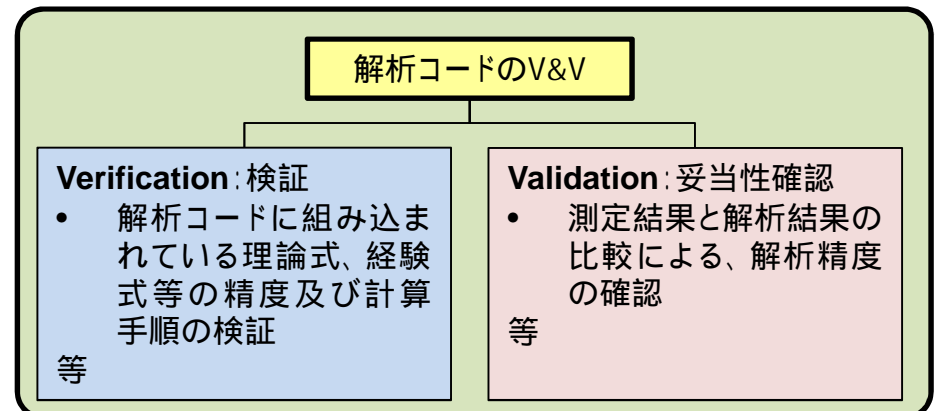 解析コードのV&V
Verification：検証
• 解析コードに組み込ま
れている理論式、経験
式等の精度及び計算
手順の検証
等
Validation：妥当性確認
• 測定結果と解析結果の
比較による、解析精度
の確認
等